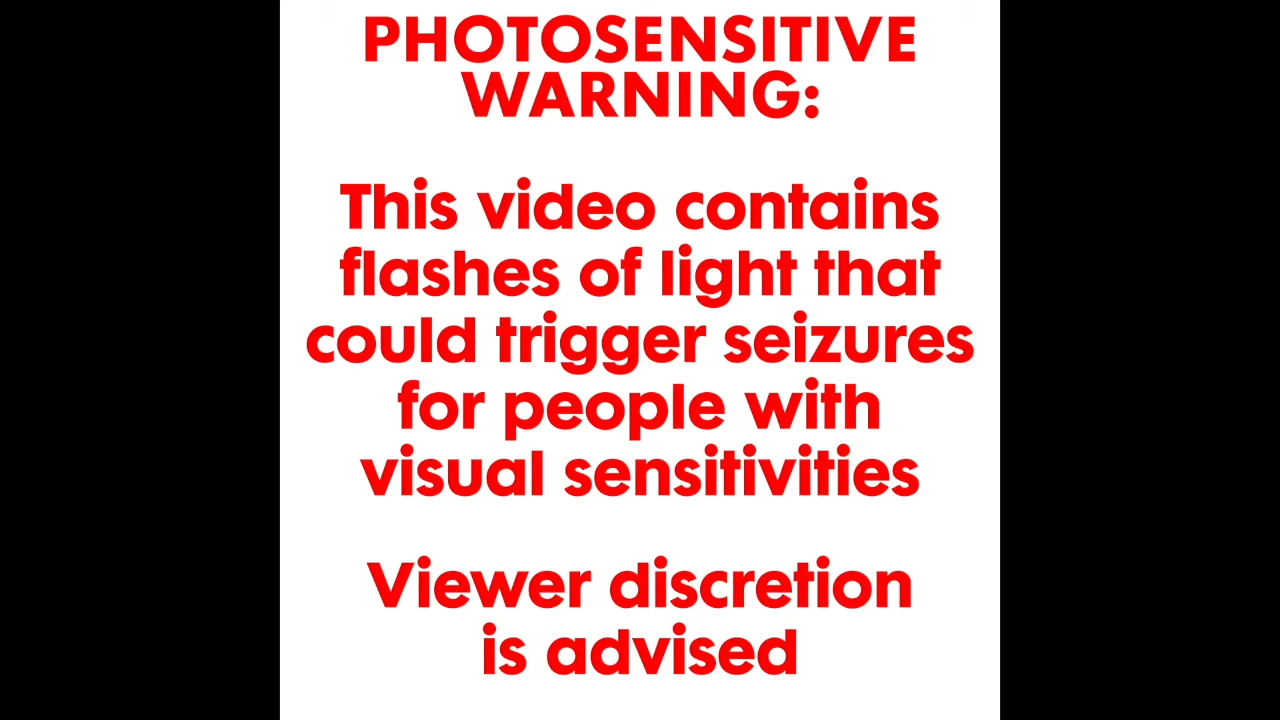 PHOTOSENSITIVE
WARNING:
This video contains
flashes of light that
could trigger seizures
for people with
visual sensitivities
Viewer discretion
is advised